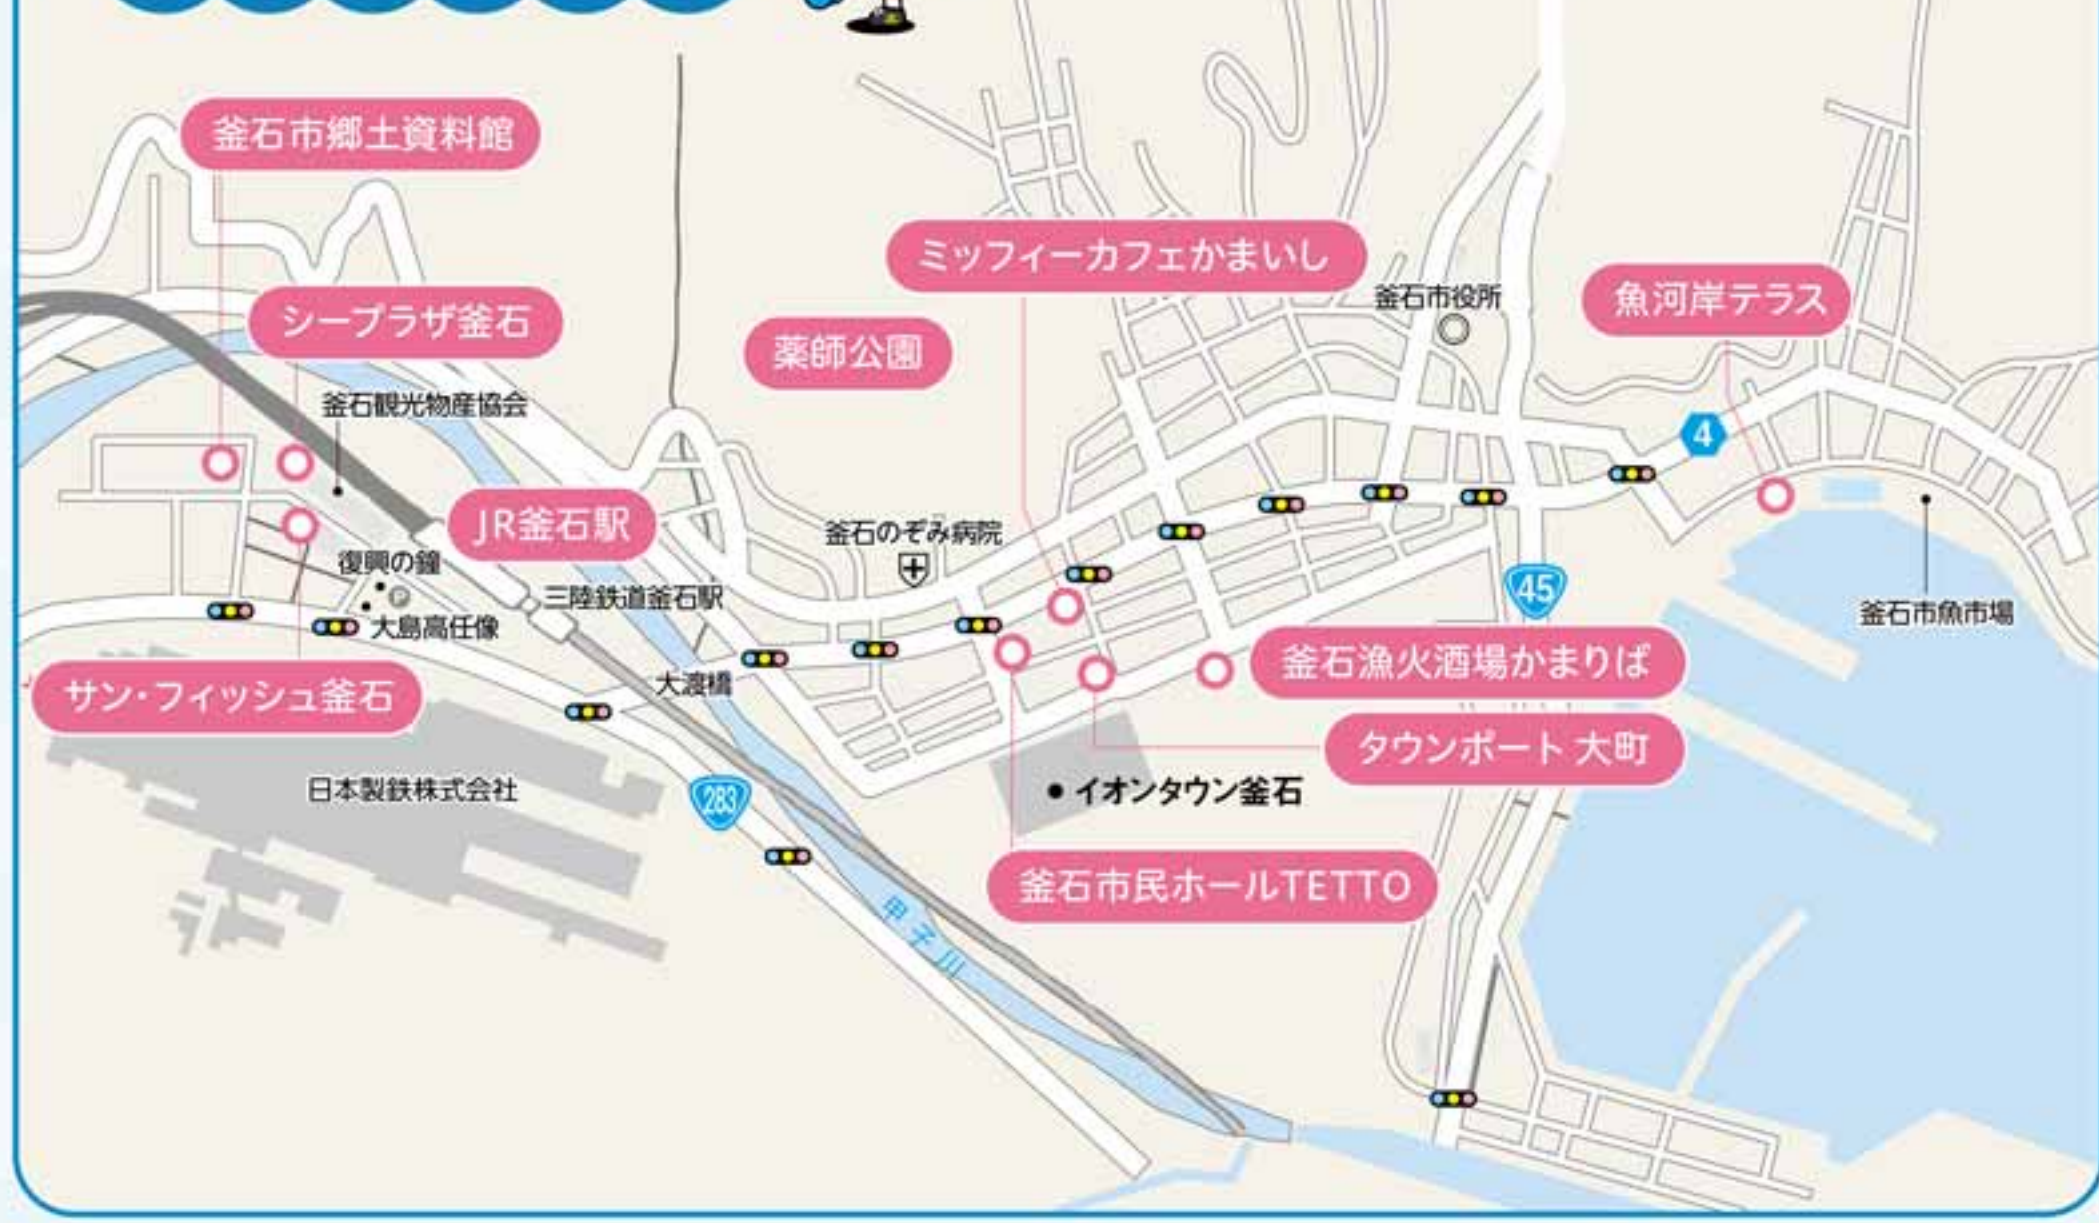 釜石市郷土資料館
ミッフィーカフェかまいし
魚河岸テラス
釜石市役所
シープラザ釜石
薬師公園
釜石観光物産協会
4
JR釜石駅
釜石のぞみ病院
復興の鐘
P
三陸鉄道釜石駅
45
釜石市魚市場
大島高任像
サン・フィッシュ釜石
大渡橋
釜石漁火酒場かまりば
タウンポート 大町
日本製鉄株式会社
283
イオンタウン釜石
釜石市民ホールTETTO
甲子川